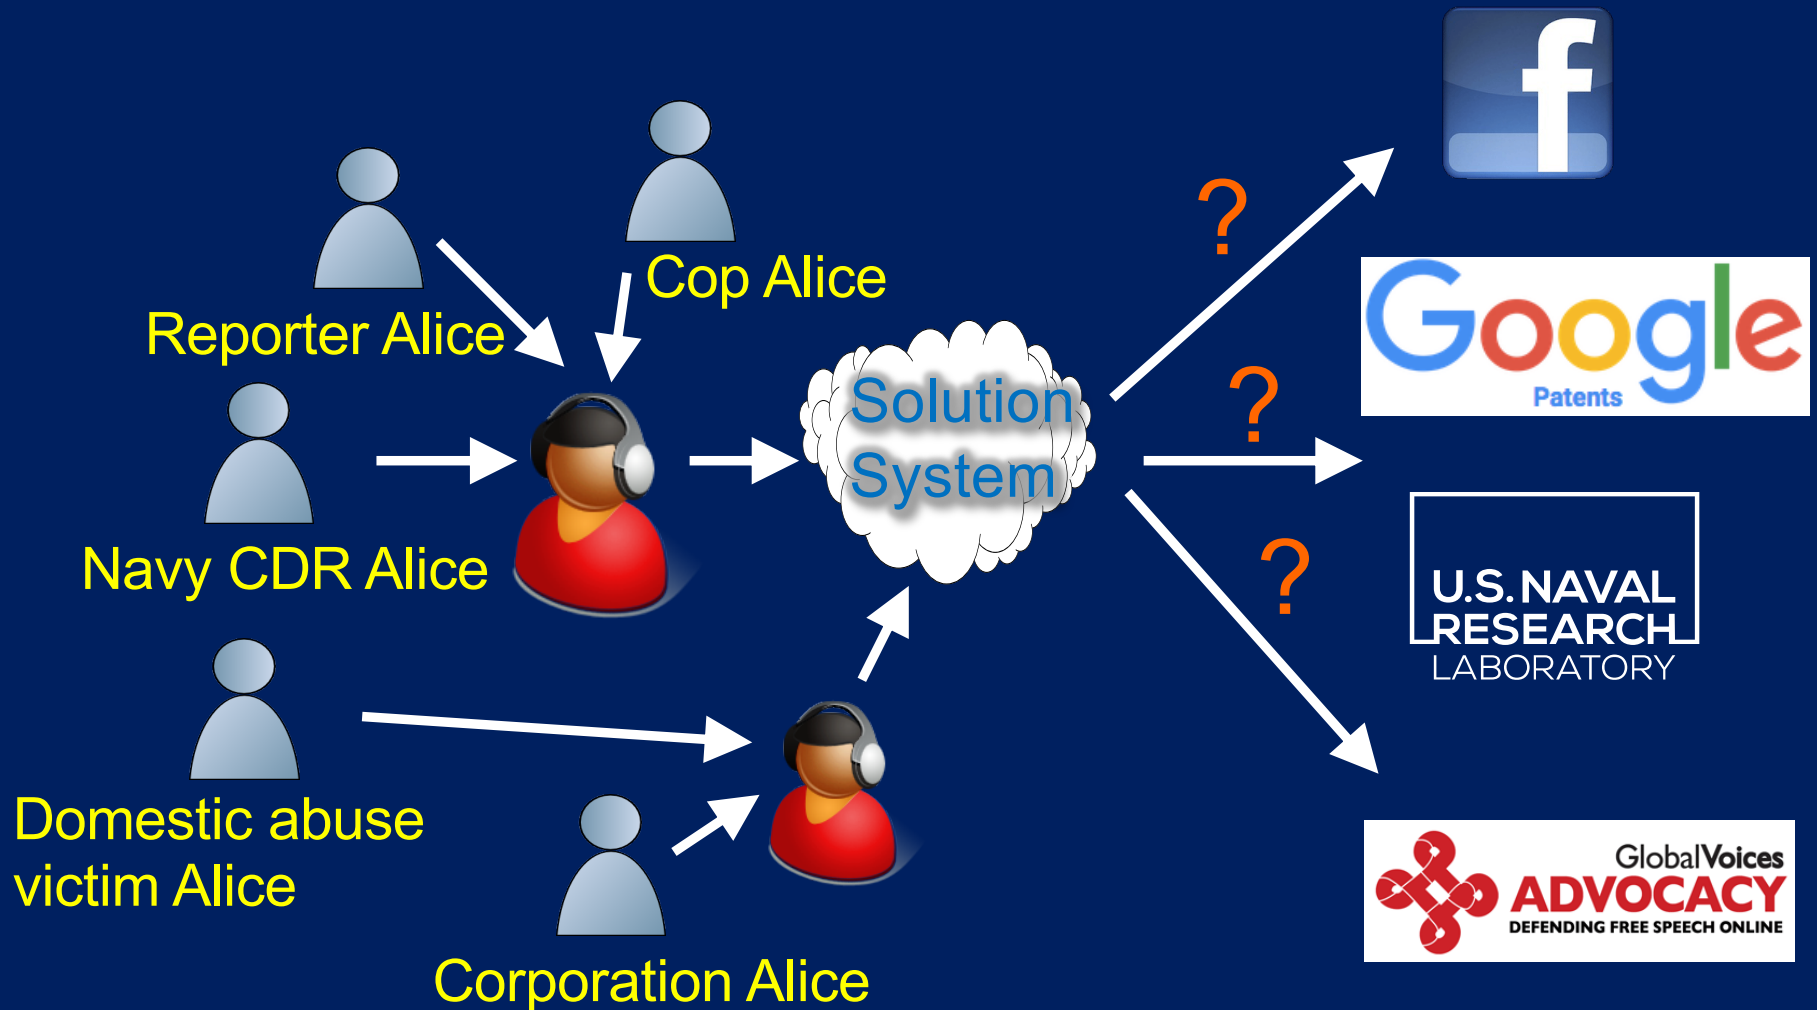 f
Cop Alice
Reporter Alice
Navy CDR Alice
Domestic abuse
victim Alice
Corporation Alice
Solution
System
?
?
?
Google
Patents
U.S. NAVAL
RESEARCH
LABORATORY
GlobalVoices
ADVOCACY
DEFENDING FREE SPEECH ONLINE